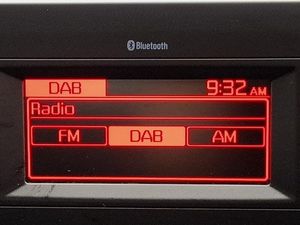 Bluetooth
DAB 9:32 AM
Radio
FM DAB AM